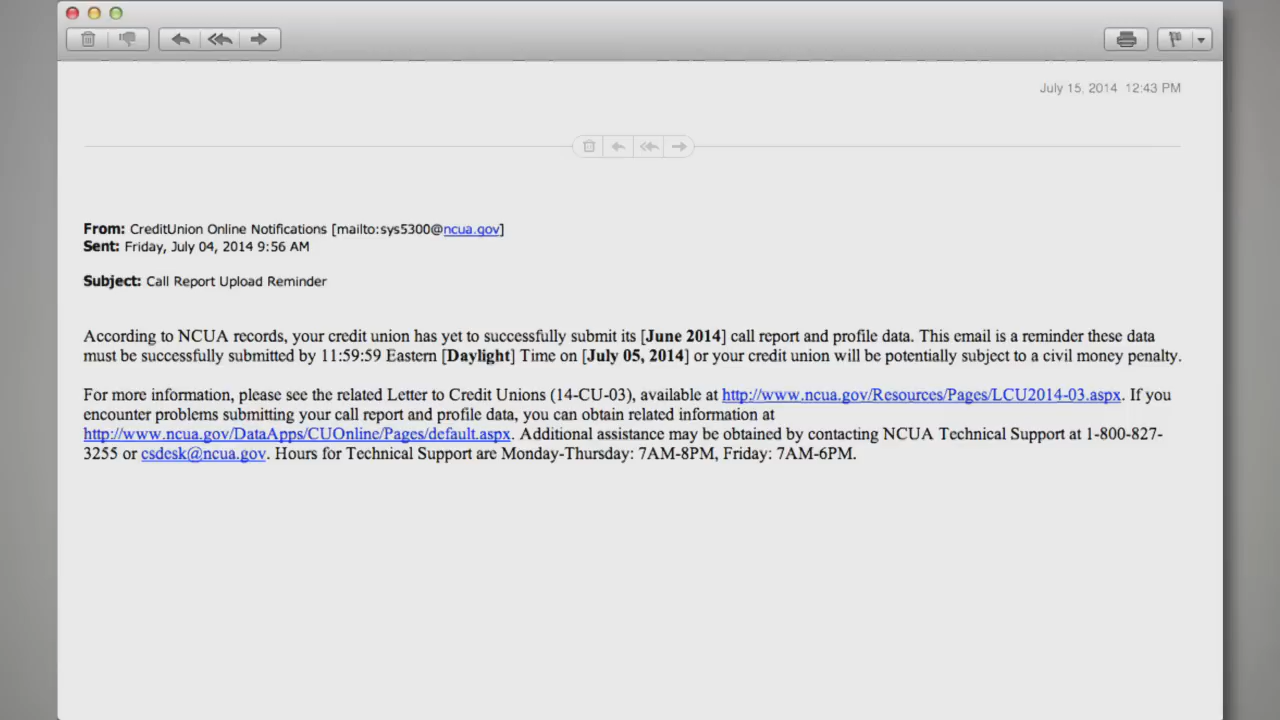 July 15, 2014 12:43 PM
From: CreditUnion Online Notifications [mailto:sys5300@ncua.gov]
Sent: Friday, July 04, 2014 9:56 AM
Subject: Call Report Upload Reminder
According to NCUA records, your credit union has yet to successfully submit its [June 2014] call report and profile data. This email is a reminder these data
must be successfully submitted by 11:59:59 Eastern [Daylight] Time on [July 05, 2014] or your credit union will be potentially subject to a civil money penalty.
For more information, please see the related Letter to Credit Unions (14-CU-03), available at http://www.ncua.gov/Resources/Pages/LCU2014-03.aspx. If you
encounter problems submitting your call report and profile data, you can obtain related information at
http://www.ncua.gov/DataApps/CUOnline/Pages/default.aspx. Additional assistance may be obtained by contacting NCUA Technical Support at 1-800-827-
3255 or csdesk@ncua.gov. Hours for Technical Support are Monday-Thursday: 7AM-8PM, Friday: 7AM-6PM.